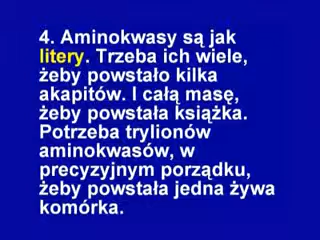 4. Aminokwasy są jak
litery. Trzeba ich wiele,
żeby powstało kilka
akapitów. I całą masę,
żeby powstała książka.
Potrzeba trylionów
aminokwasów, w
precyzyjnym porządku,
żeby powstała jedna żywa
komórka.